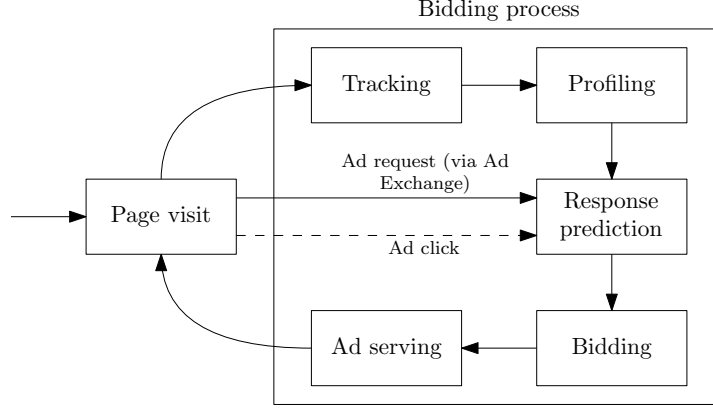 Bidding process
Tracking
Profiling
Ad request (via Ad
Exchange)
Page visit
Response
prediction
Ad click
Ad serving
Bidding